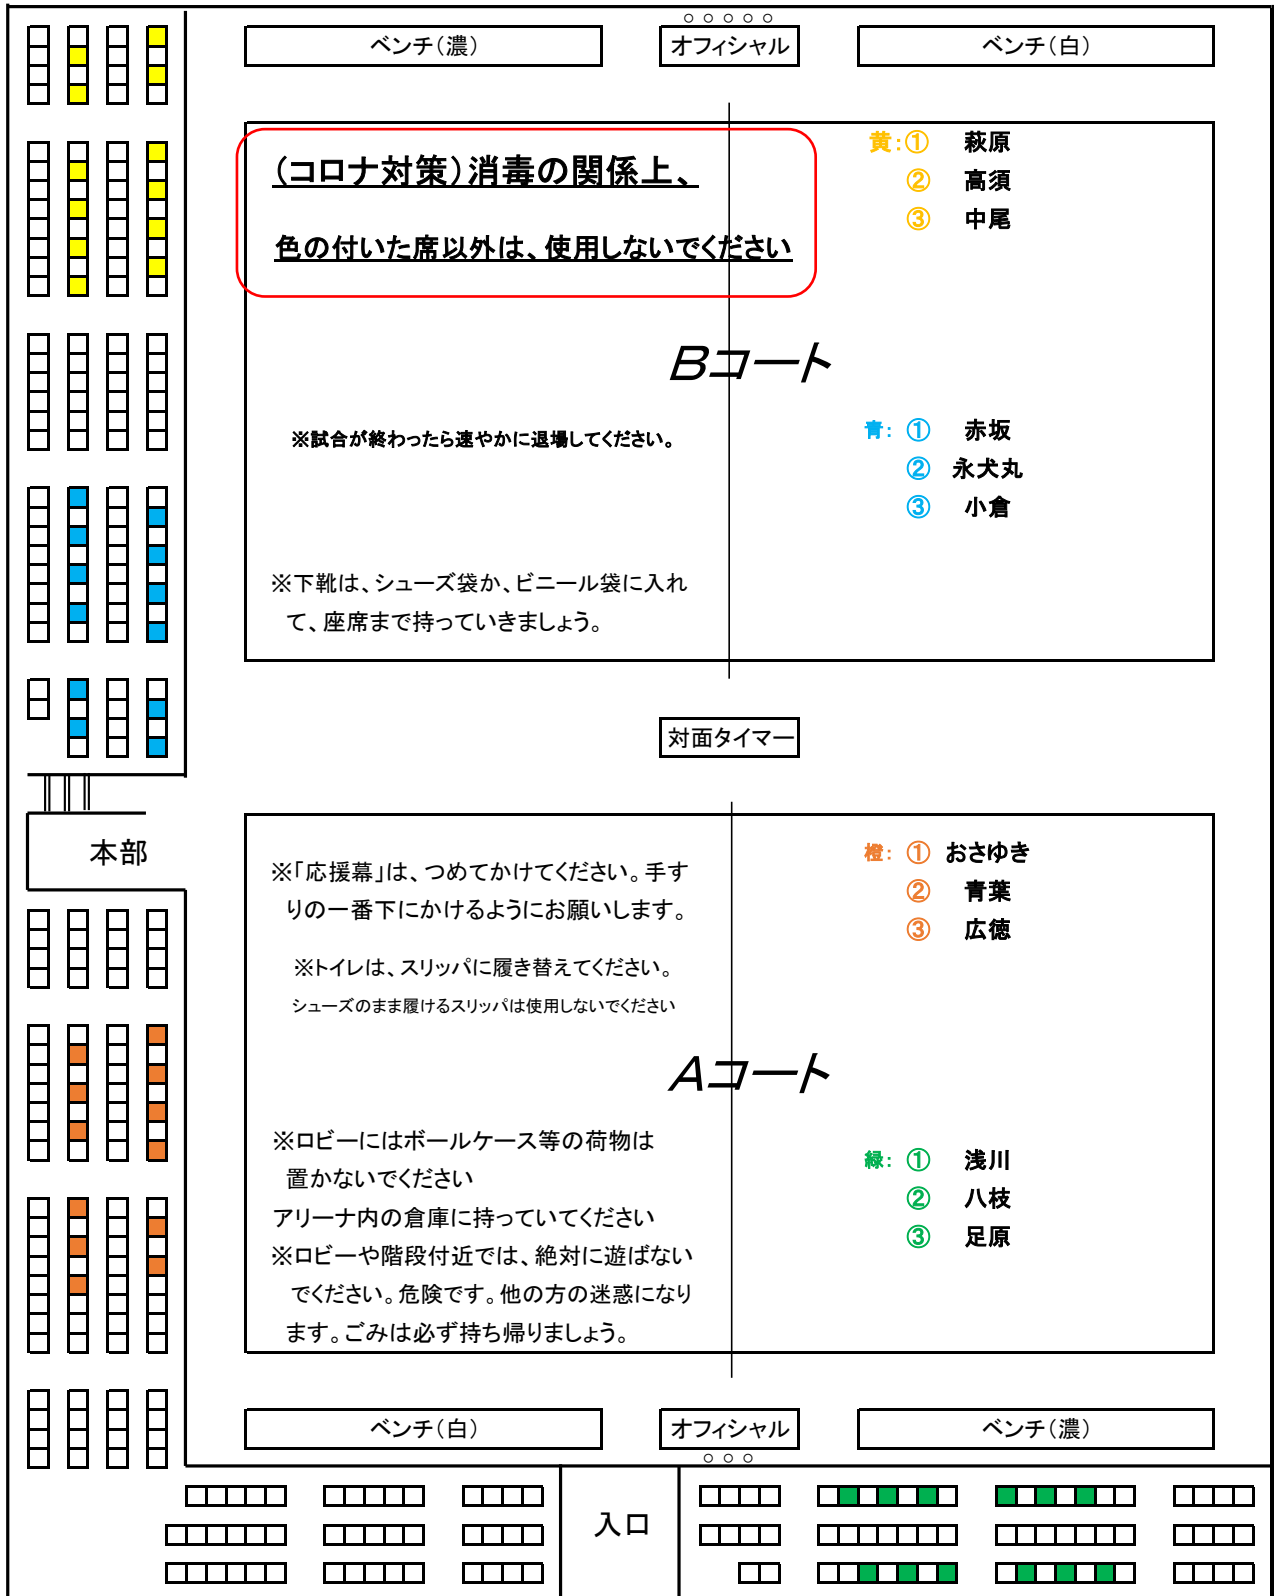 ベンチ（濃）
オフィシャル
ベンチ（白）
（コロナ対策）消毒の関係上、
色の付いた席以外は、使用しないでください
黄：① 萩原
② 高須
③ 中尾
Bコート
※試合が終わったら速やかに退場してください。
青：① 赤坂
② 永犬丸
③ 小倉
※下靴は、シューズ袋か、ビニール袋に入れ
て、座席まで持っていきましょう。
対面タイマー
本部
※「応援幕」は、つめてかけてください。手す
りの一番下にかけるようにお願いします。
※トイレは、スリッパに履き替えてください。
シューズのまま履けるスリッパは使用しないでください
橙：① おさゆき
② 青葉
③ 広徳
Aコート
※ロビーにはボールケース等の荷物は
置かないでください
アリーナ内の倉庫に持っていてください
※ロビーや階段付近では、絶対に遊ばない
でください。危険です。他の方の迷惑になり
ます。ごみは必ず持ち帰りましょう。
緑：① 浅川
② 八枝
③ 足原
ベンチ（白）
オフィシャル
ベンチ（濃）
入口